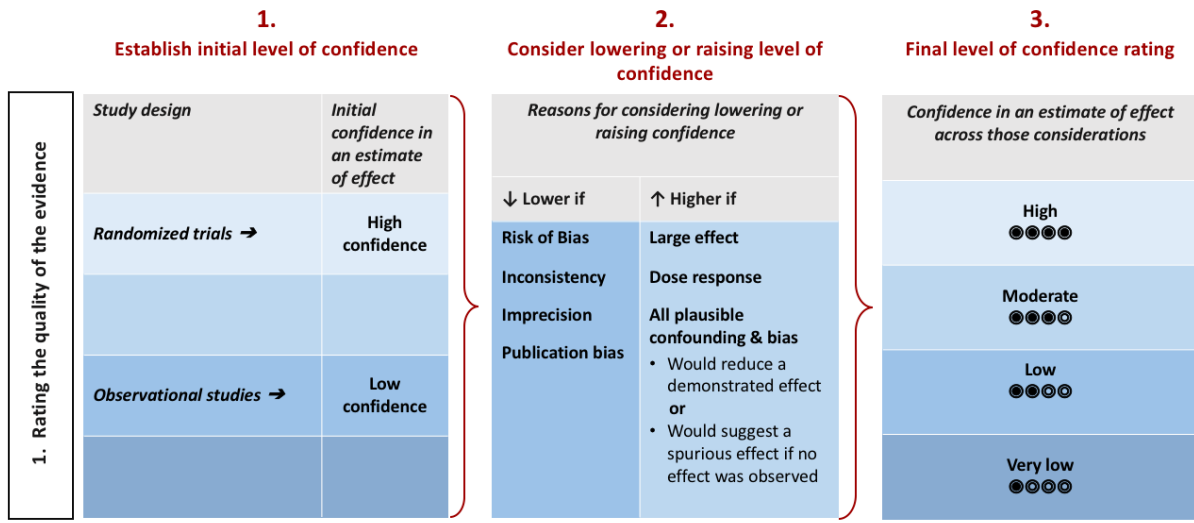 1.
Establish initial level of confidence
2.
Consider lowering or raising level of
confidence
3.
Final level of confidence rating
1. Rating the quality of the evidence
Study design
Initial
confidence in
an estimate
of effect
Randomized trials ➔
High
confidence
Observational studies ➔
Low
confidence
Reasons for considering lowering or
raising confidence
↓ Lower if
↑ Higher if
Risk of Bias
Inconsistency
Imprecision
Publication bias
Large effect
Dose response
All plausible
confounding & bias
• Would reduce a
demonstrated effect
or
• Would suggest a
spurious effect if no
effect was observed
Confidence in an estimate of effect
across those considerations
High
Moderate
Low
Very low